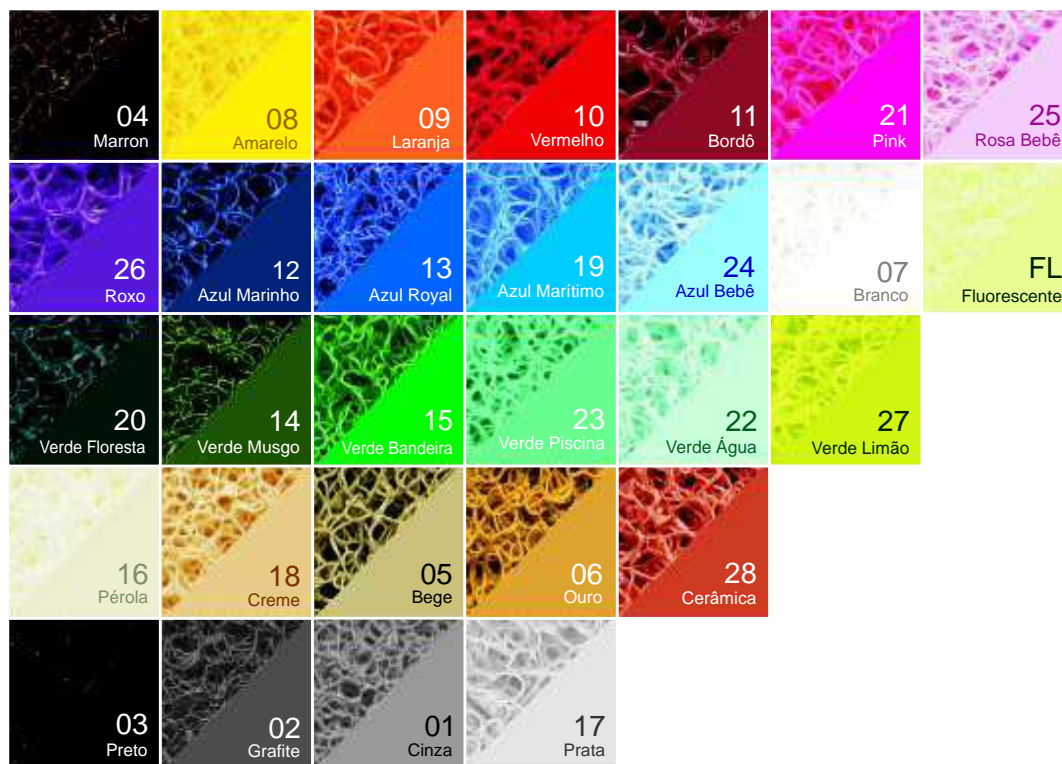 04
Marron
08
Amarelo
09
Laranja
10
Vermelho
11
Bordô
21
Pink
25
Rosa Bebê
26
Roxo
12
Azul Marinho
13
Azul Royal
19
Azul Marítimo
24
Azul Bebê
07
Branco
FL
Fluorescente
20
Verde Floresta
14
Verde Musgo
15
Verde Bandeira
23
Verde Piscina
22
Verde Água
27
Verde Limão
16
Pérola
18
Creme
05
Bege
06
Ouro
28
Cerâmica
03
Preto
02
Grafite
01
Cinza
17
Prata